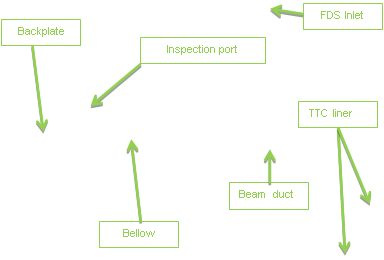 FDS Inlet
Backplate
Inspection port
TTC liner
Beam duct
Bellow